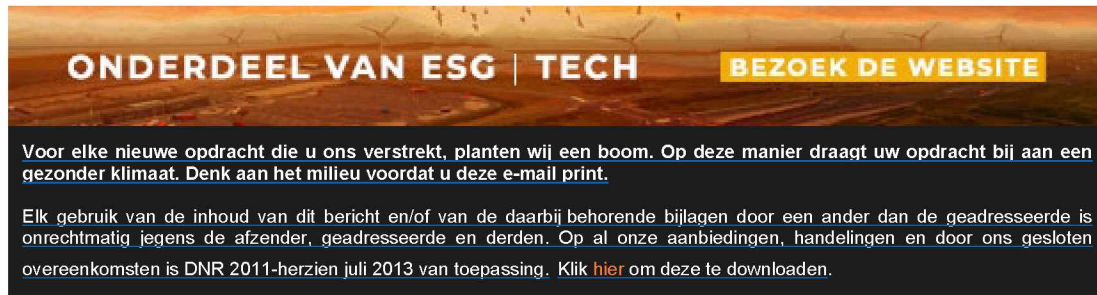 ONDERDEEL VAN ESG | TECH
BEZOEK DE WEBSITE
Voor elke nieuwe opdracht die u ons verstrekt, planten wij een boom. Op deze manier draagt uw opdracht bij aan een
gezonder klimaat. Denk aan het milieu voordat u deze e-mail print.
Elk gebruik van de inhoud van dit bericht en/of van de daarbij behorende bijlagen door een ander dan de geadresseerde is
onrechtmatig jegens de afzender, geadresseerde en derden. Op al onze aanbiedingen, handelingen en door ons gesloten
overeenkomsten is DNR 2011-herzien juli 2013 van toepassing. Klik hier om deze te downloaden.